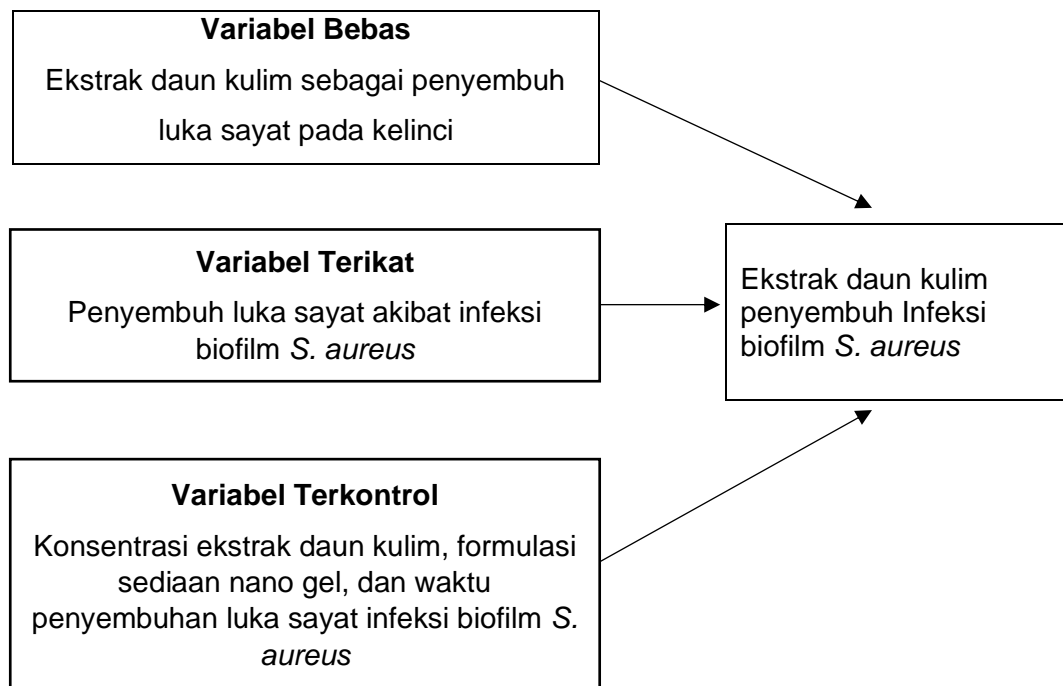 Variabel Bebas
Ekstrak daun kulim sebagai penyembuh
luka sayat pada kelinci
Variabel Terikat
Penyembuh luka sayat akibat infeksi
biofilm S. aureus
Ekstrak daun kulim
penyembuh Infeksi
biofilm S. aureus
Variabel Terkontrol
Konsentrasi ekstrak daun kulim, formulasi
sediaan nano gel, dan waktu
penyembuhan luka sayat infeksi biofilm S.
aureus